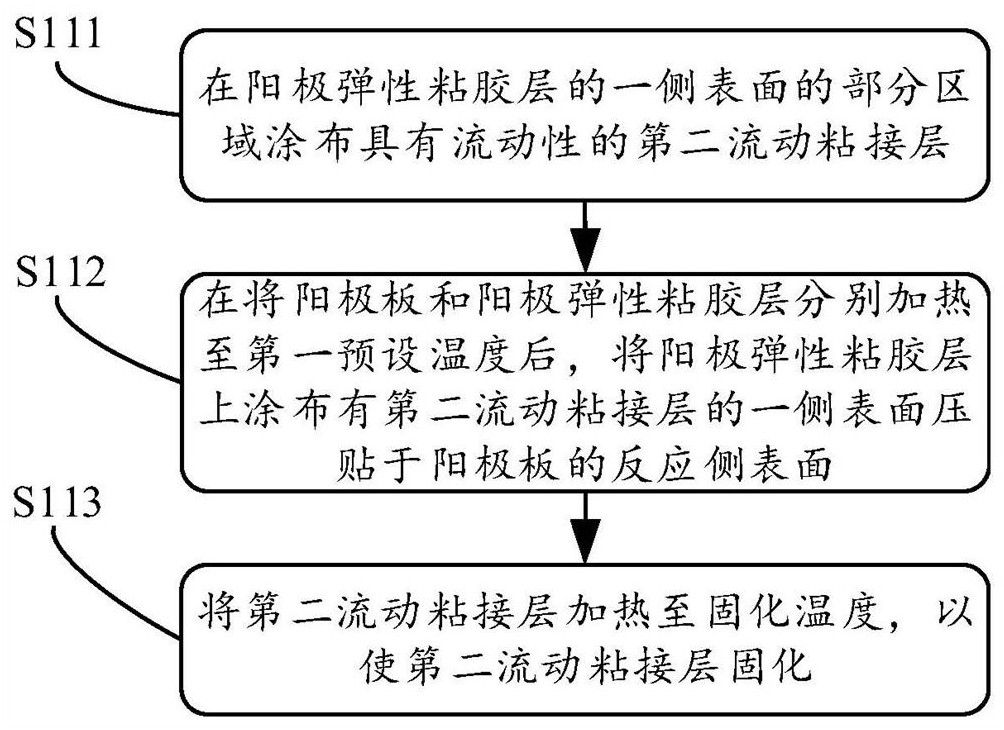 S111
在阳极弹性粘胶层的一侧表面的部分区
域涂布具有流动性的第二流动粘接层
S112
在将阳极板和阳极弹性粘胶层分别加热
至第一预设温度后，将阳极弹性粘胶层
上涂布有第二流动粘接层的一侧表面压
贴于阳极板的反应侧表面
S113
将第二流动粘接层加热至固化温度，以
使第二流动粘接层固化